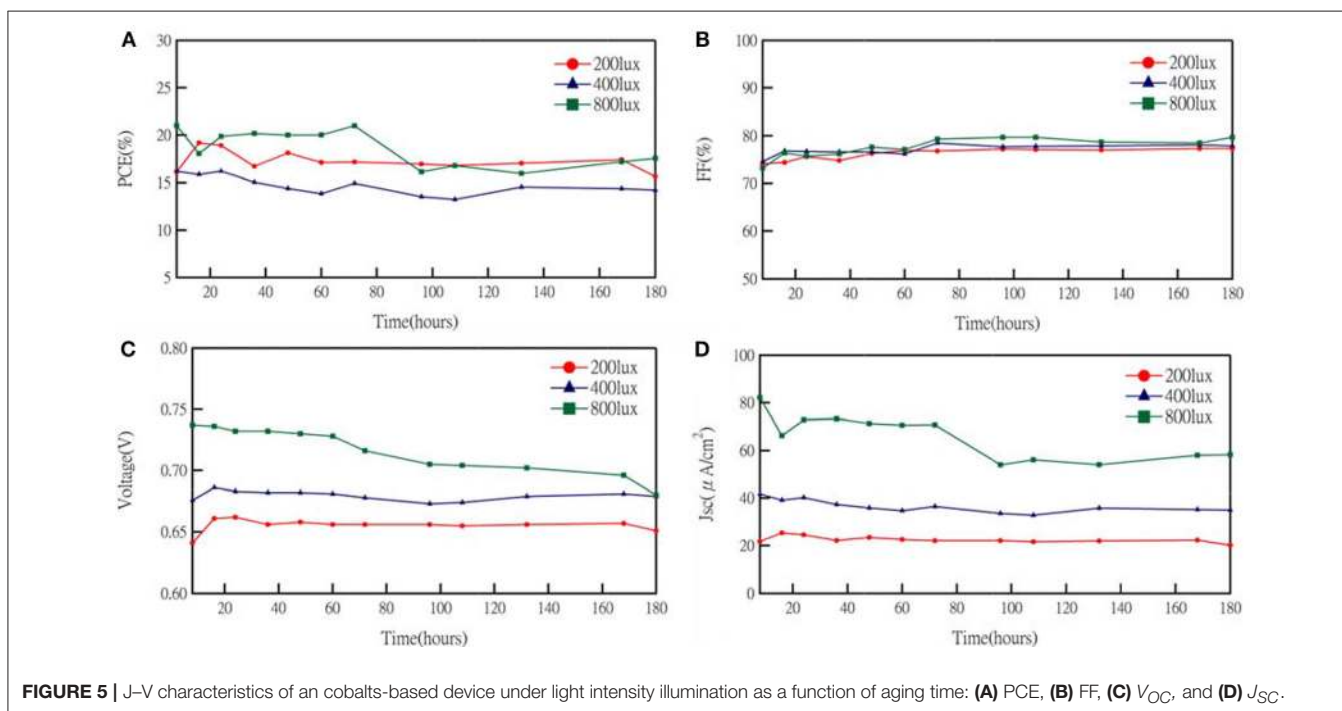 A
30
25
20
15
10
5
PCE(%)
200lux
400lux
800lux
20 40 60 80 100 120 140 160 180
Time(hours)
B
100
90
80
70
60
50
FF(%)
200lux
400lux
800lux
20 40 60 80 100 120 140 160 180
Time(hours)
C
0.80
0.75
0.70
0.65
0.60
Voltage(V)
200lux
400lux
800lux
20 40 60 80 100 120 140 160 180
Time(hours)
D
100
80
60
40
20
0
Jsc(μA/cm²)
200lux
400lux
800lux
20 40 60 80 100 120 140 160 180
Time(hours)
FIGURE 5 | J–V characteristics of an cobalts-based device under light intensity illumination as a function of aging time: (A) PCE, (B) FF, (C) VOC, and (D) JSC.